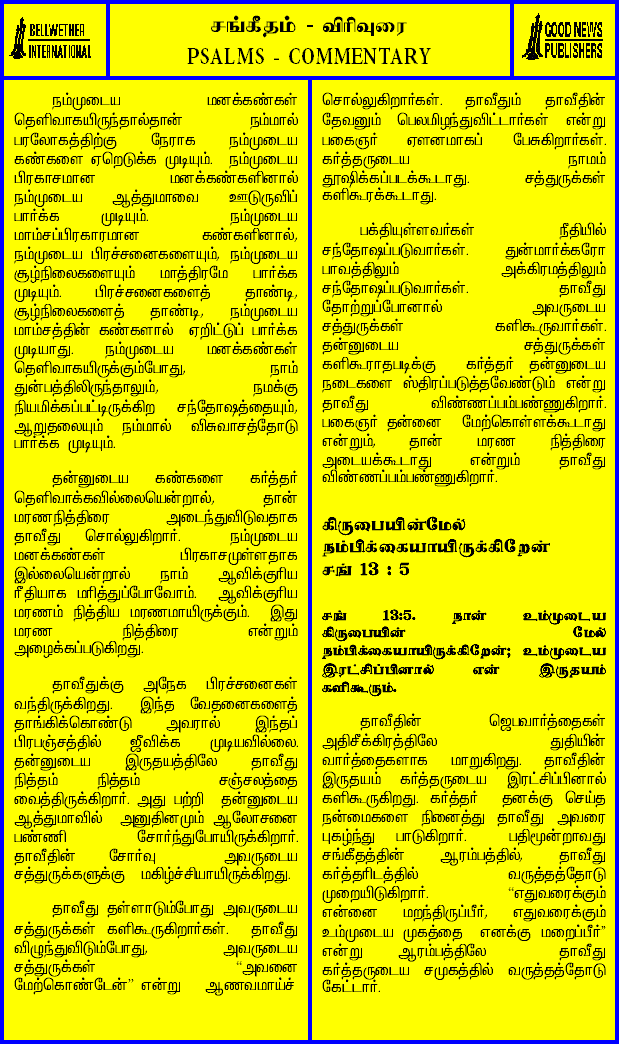 BELLWETHER
INTERNATIONAL
சங்கீதம் - விரிவுரை
PSALMS - COMMENTARY
GOOD NEWS
PUBLISHERS
நம்முடைய மனக்கண்கள்
தெளிவாகயிருந்தால்தான் நம்மால்
பரலோகத்திற்கு நேராக நம்முடைய
கண்களை ஏறெடுக்க முடியும். நம்முடைய
பிரகாசமான மனக்கண்களினால்
நம்முடைய ஆத்துமாவை ஊடுருவிப்
பார்க்க முடியும். நம்முடைய
மாம்சப்பிரகாரமான கண்களினால்,
நம்முடைய பிரச்சனைகளையும், நம்முடைய
சூழ்நிலைகளையும் மாத்திரமே பார்க்க
முடியும். பிரச்சனைகளைத் தாண்டி,
சூழ்நிலைகளைத் தாண்டி, நம்முடைய
மாம்சத்தின் கண்களால் ஏறிட்டுப் பார்க்க
முடியாது. நம்முடைய மனக்கண்கள்
தெளிவாகயிருக்கும்போது, நாம்
துன்பத்திலிருந்தாலும், நமக்கு
நியமிக்கப்பட்டிருக்கிற சந்தோஷத்தையும்,
ஆறுதலையும் நம்மால் விசுவாசத்தோடு
பார்க்க முடியும்.
தன்னுடைய கண்களை கர்த்தர்
தெளிவாக்கவில்லையென்றால், தான்
மரணநித்திரை அடைந்துவிடுவதாக
தாவீது சொல்லுகிறார். நம்முடைய
மனக்கண்கள் பிரகாசமுள்ளதாக
இல்லையென்றால் நாம் ஆவிக்குரிய
ரீதியாக மரித்துப்போவோம். ஆவிக்குரிய
மரணம் நித்திய மரணமாயிருக்கும். இது
மரண நித்திரை என்றும்
அழைக்கப்படுகிறது.
தாவீதுக்கு அநேக பிரச்சனைகள்
வந்திருக்கிறது. இந்த வேதனைகளைத்
தாங்கிக்கொண்டு அவரால் இந்தப்
பிரபஞ்சத்தில் ஜீவிக்க முடியவில்லை.
தன்னுடைய இருதயத்திலே தாவீது
நித்தம் நித்தம் சஞ்சலத்தை
வைத்திருக்கிறார். அது பற்றி தன்னுடைய
ஆத்துமாவில் அனுதினமும் ஆலோசனை
பண்ணி சோர்ந்துபோயிருக்கிறார்.
தாவீதின் சோர்வு அவருடைய
சத்துருக்களுக்கு மகிழ்ச்சியாயிருக்கிறது.
தாவீது தள்ளாடும்போது அவருடைய
சத்துருக்கள் களிகூருகிறார்கள். தாவீது
விழுந்துவிடும்போது, அவருடைய
சத்துருக்கள் “அவனை
மேற்கொண்டேன்” என்று ஆணவமாய்ச்
சொல்லுகிறார்கள். தாவீதும் தாவீதின்
தேவனும் பெலமிழந்துவிட்டார்கள் என்று
பகைஞர் ஏளனமாகப் பேசுகிறார்கள்.
கர்த்தருடைய நாமம்
தூஷிக்கப்படக்கூடாது. சத்துருக்கள்
களிகூரக்கூடாது.
பக்தியுள்ளவர்கள் நீதியில்
சந்தோஷப்படுவார்கள். துன்மார்க்கரோ
பாவத்திலும் அக்கிரமத்திலும்
சந்தோஷப்படுவார்கள். தாவீது
தோற்றுப்போனால் அவருடைய
சத்துருக்கள் களிகூருவார்கள்.
தன்னுடைய சத்துருக்கள்
களிகூராதபடிக்கு கர்த்தர் தன்னுடைய
நடைகளை ஸ்திரப்படுத்தவேண்டும் என்று
தாவீது விண்ணப்பம்பண்ணுகிறார்.
பகைஞர் தன்னை மேற்கொள்ளக்கூடாது
என்றும், தான் மரண நித்திரை
அடையக்கூடாது என்றும் தாவீது
விண்ணப்பம்பண்ணுகிறார்.
கிருபையின்மேல்
நம்பிக்கையாயிருக்கிறேன்
சங் 13 : 5
சங் 13:5. நான் உம்முடைய
கிருபையின் மேல்
நம்பிக்கையாயிருக்கிறேன்; உம்முடைய
இரட்சிப்பினால் என் இருதயம்
களிகூரும்.
தாவீதின் ஜெபவார்த்தைகள்
அதிசீக்கிரத்திலே துதியின்
வார்த்தைகளாக மாறுகிறது. தாவீதின்
இருதயம் கர்த்தருடைய இரட்சிப்பினால்
களிகூருகிறது. கர்த்தர் தனக்கு செய்த
நன்மைகளை நினைத்து தாவீது அவரை
புகழ்ந்து பாடுகிறார். பதிமூன்றாவது
சங்கீதத்தின் ஆரம்பத்தில், தாவீது
கர்த்தரிடத்தில் வருத்தத்தோடு
முறையிடுகிறார். “எதுவரைக்கும்
என்னை மறந்திருப்பீர், எதுவரைக்கும்
உம்முடைய முகத்தை எனக்கு மறைப்பீர்”
என்று ஆரம்பத்திலே தாவீது
கர்த்தருடைய சமுகத்தில் வருத்தத்தோடு
கேட்டார்.